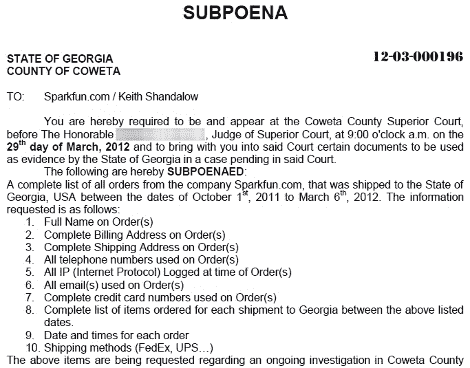 SUBPOENA
STATE OF GEORGIA 12-03-000196
COUNTY OF COWETA
TO: Sparkfun.com / Keith Shandalow
You are hereby required to be and appear at the Coweta County Superior Court,
before The Honorable , Judge of Superior Court, at 9:00 o'clock a.m. on the
29th day of March, 2012 and to bring with you into said Court certain documents to be used
as evidence by the State of Georgia in a case pending in said Court.
The following are hereby SUBPOENAED:
A complete list of all orders from the company Sparkfun.com, that was shipped to the State of
Georgia, USA between the dates of October 1st, 2011 to March 6th, 2012. The information
requested is as follows:
1. Full Name on Order(s)
2. Complete Billing Address on Order(s)
3. Complete Shipping Address on Order(s)
4. All telephone numbers used on Order(s)
5. All IP (Internet Protocol) Logged at time of Order(s)
6. All email(s) used on Order(s)
7. Complete credit card numbers used on Order(s)
8. Complete list of items ordered for each shipment to Georgia between the above listed
dates.
9. Date and times for each order
10. Shipping methods (FedEx, UPS...)
The above items are being requested regarding an ongoing investigation in Coweta County